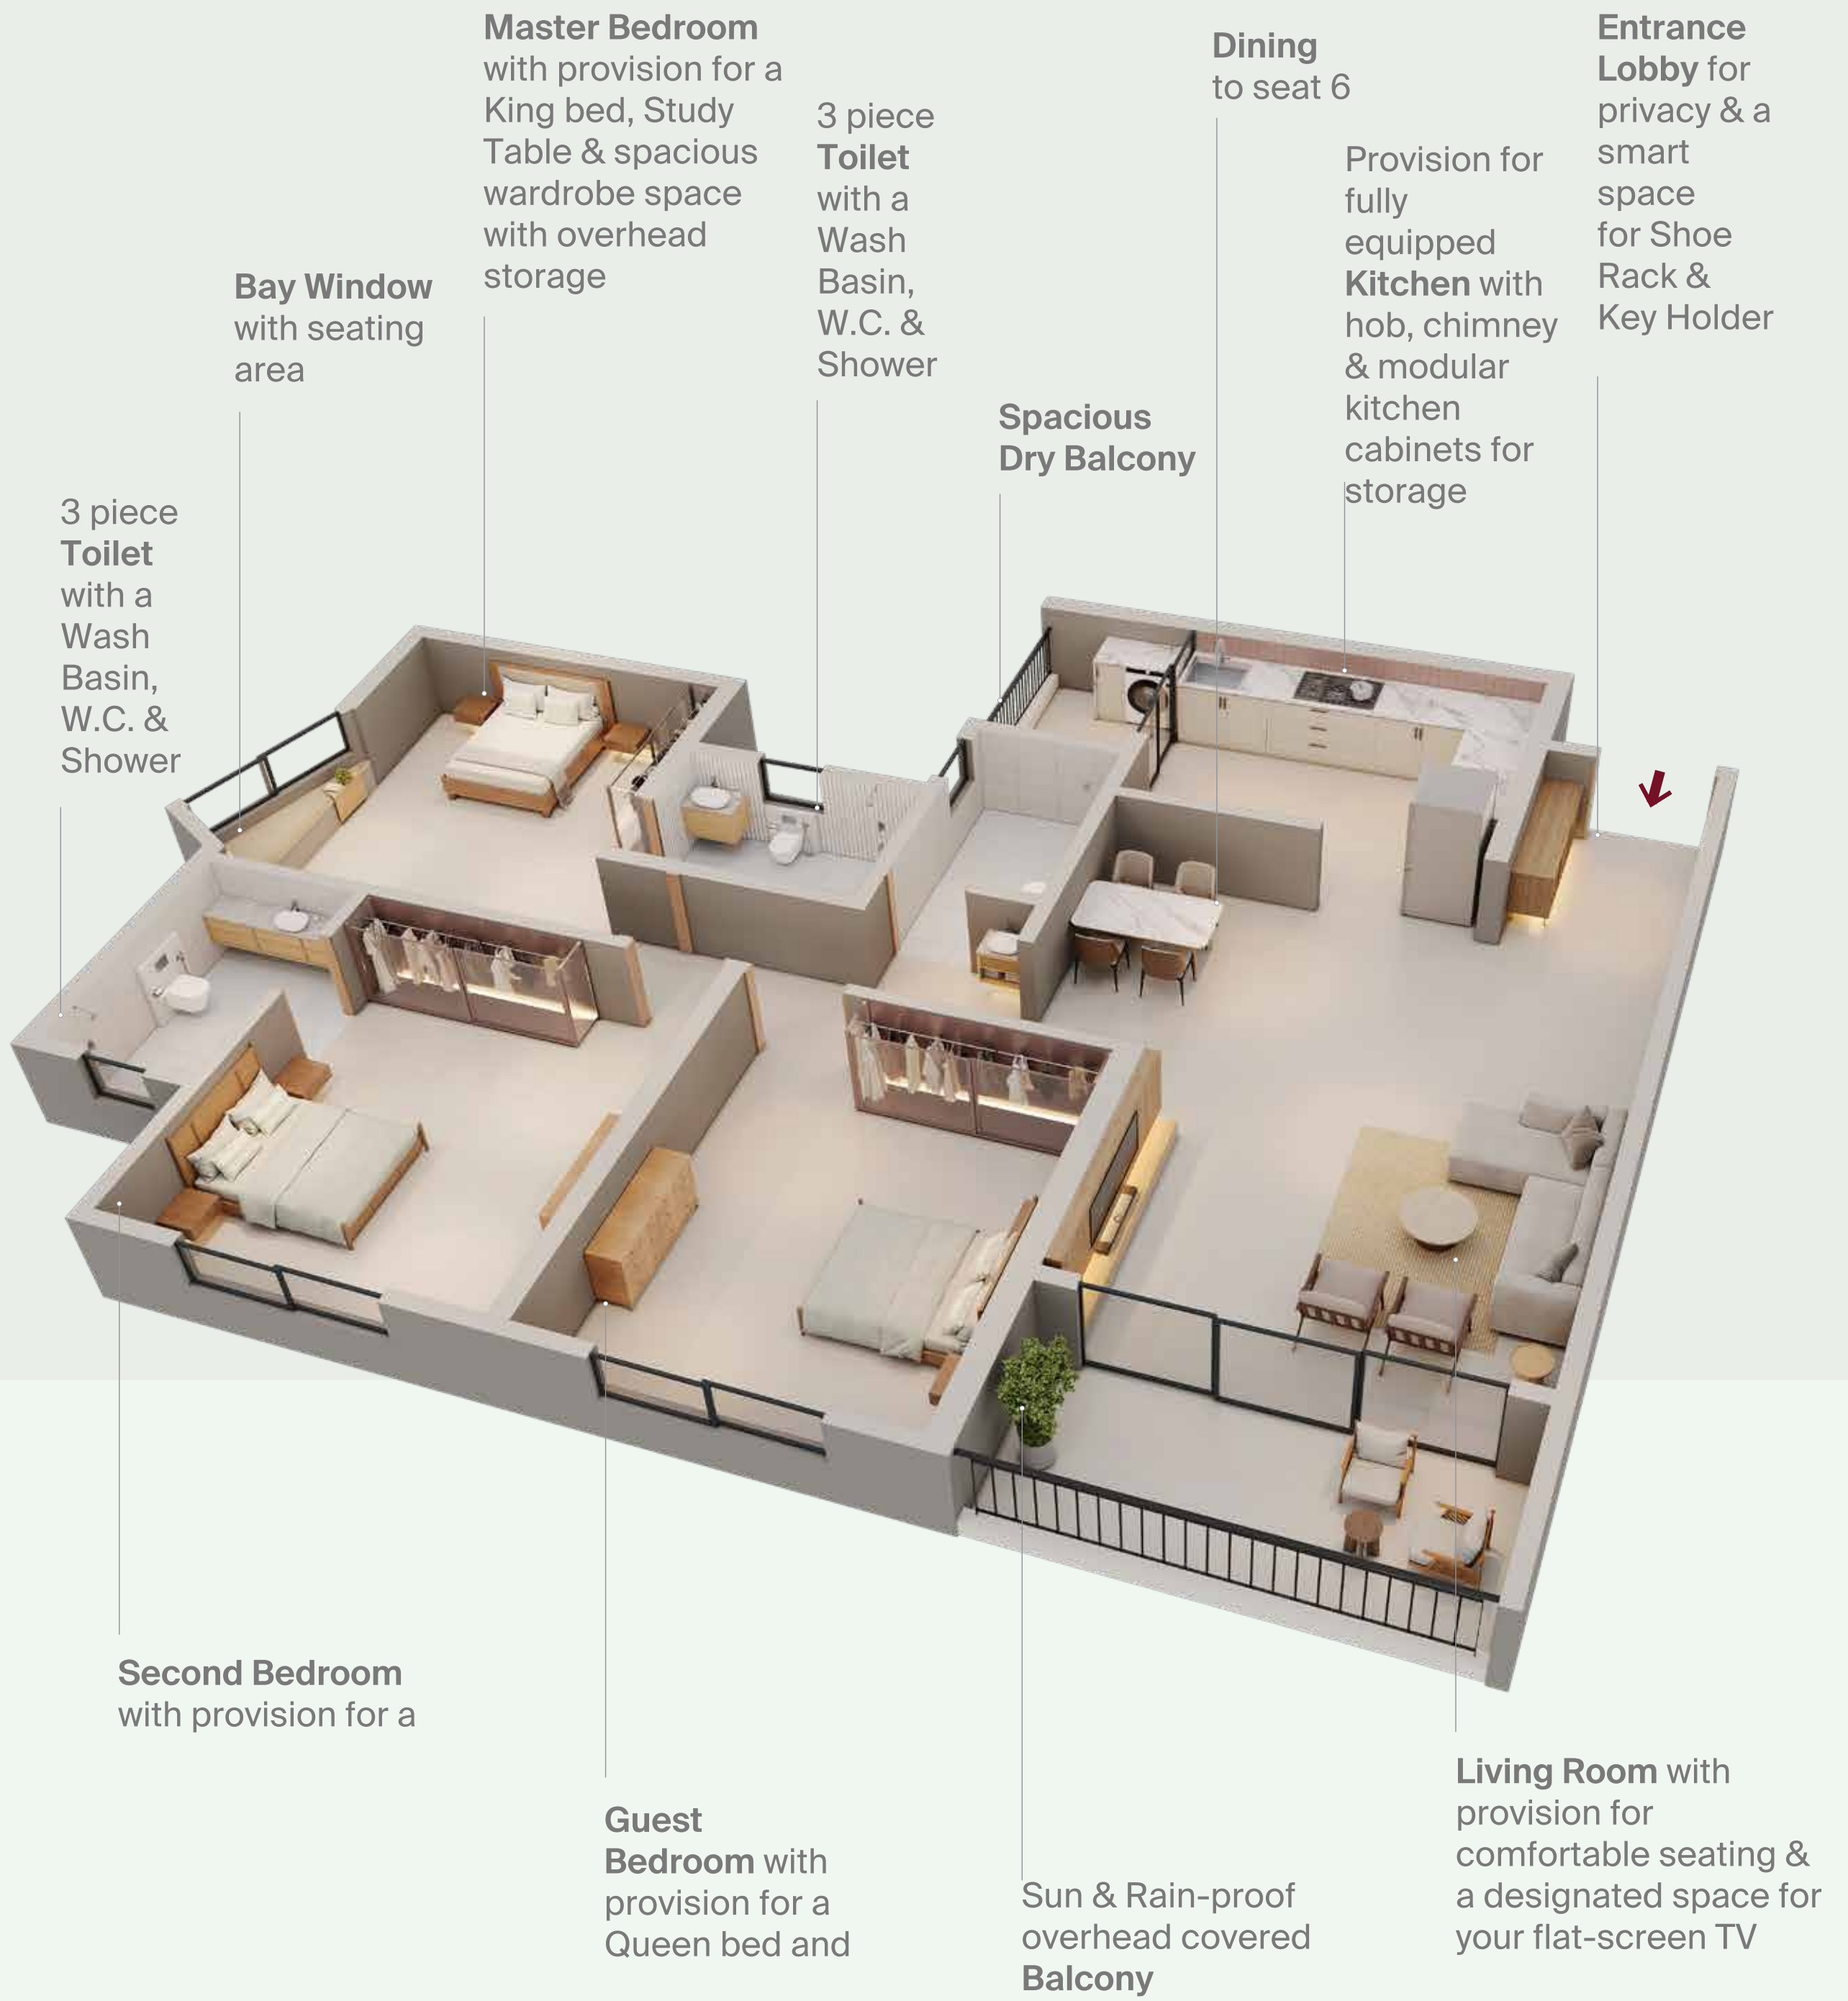 Master Bedroom
with provision for a
King bed, Study
Table & spacious
wardrobe space
with overhead
storage
Dining
to seat 6
Entrance
Lobby for
privacy & a
smart
space
for Shoe
Rack &
Key Holder
3 piece
Toilet
with a
Wash
Basin,
W.C. &
Shower
Provision for
fully
equipped
Kitchen with
hob, chimney
& modular
kitchen
cabinets for
storage
Bay Window
with seating
area
Spacious
Dry Balcony
3 piece
Toilet
with a
Wash
Basin,
W.C. &
Shower
Second Bedroom
with provision for a
Guest
Bedroom with
provision for a
Queen bed and
Sun & Rain-proof
overhead covered
Balcony
Living Room with
provision for
comfortable seating &
a designated space for
your flat-screen TV